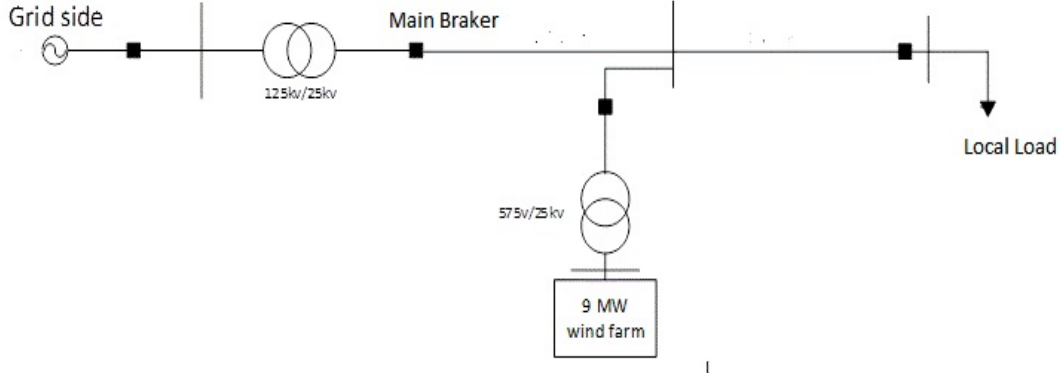 Grid side
Main Braker
125kv/25kv
Local Load
575v/25kv
9 MW
wind farm